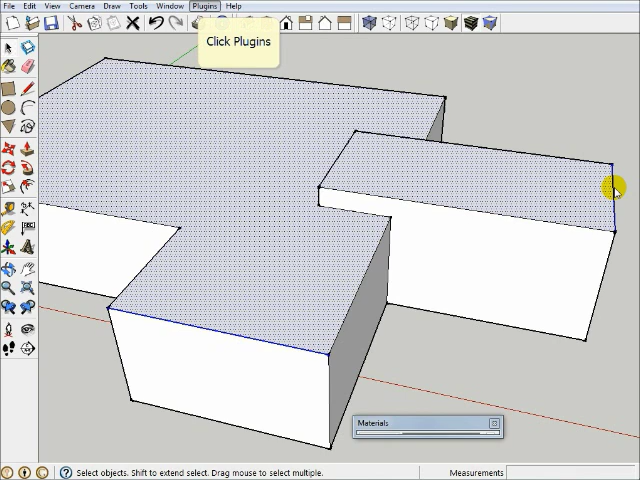 File Edit View Camera Draw Tools Window Plugins Help
Click Plugins
Materials
Select objects. Shift to extend select. Drag mouse to select multiple.
Measurements